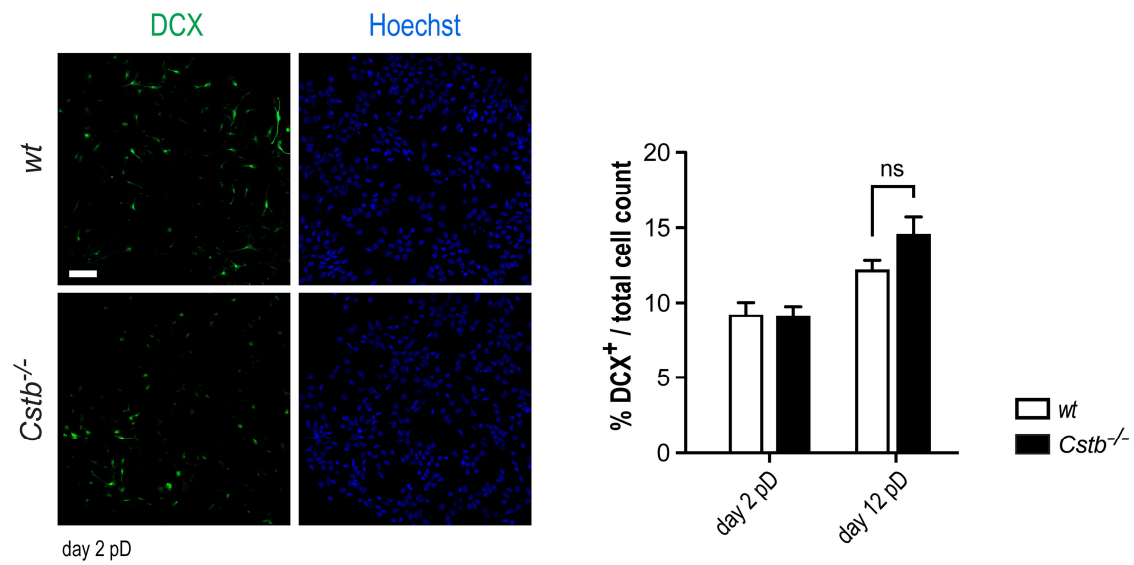 DCX
Hoechst
wt
Cstb-/-
day 2 pD
% DCX+ / total cell count
20
15
10
5
0
ns
day 2 pD
day 12 pD
wt
Cstb-/-